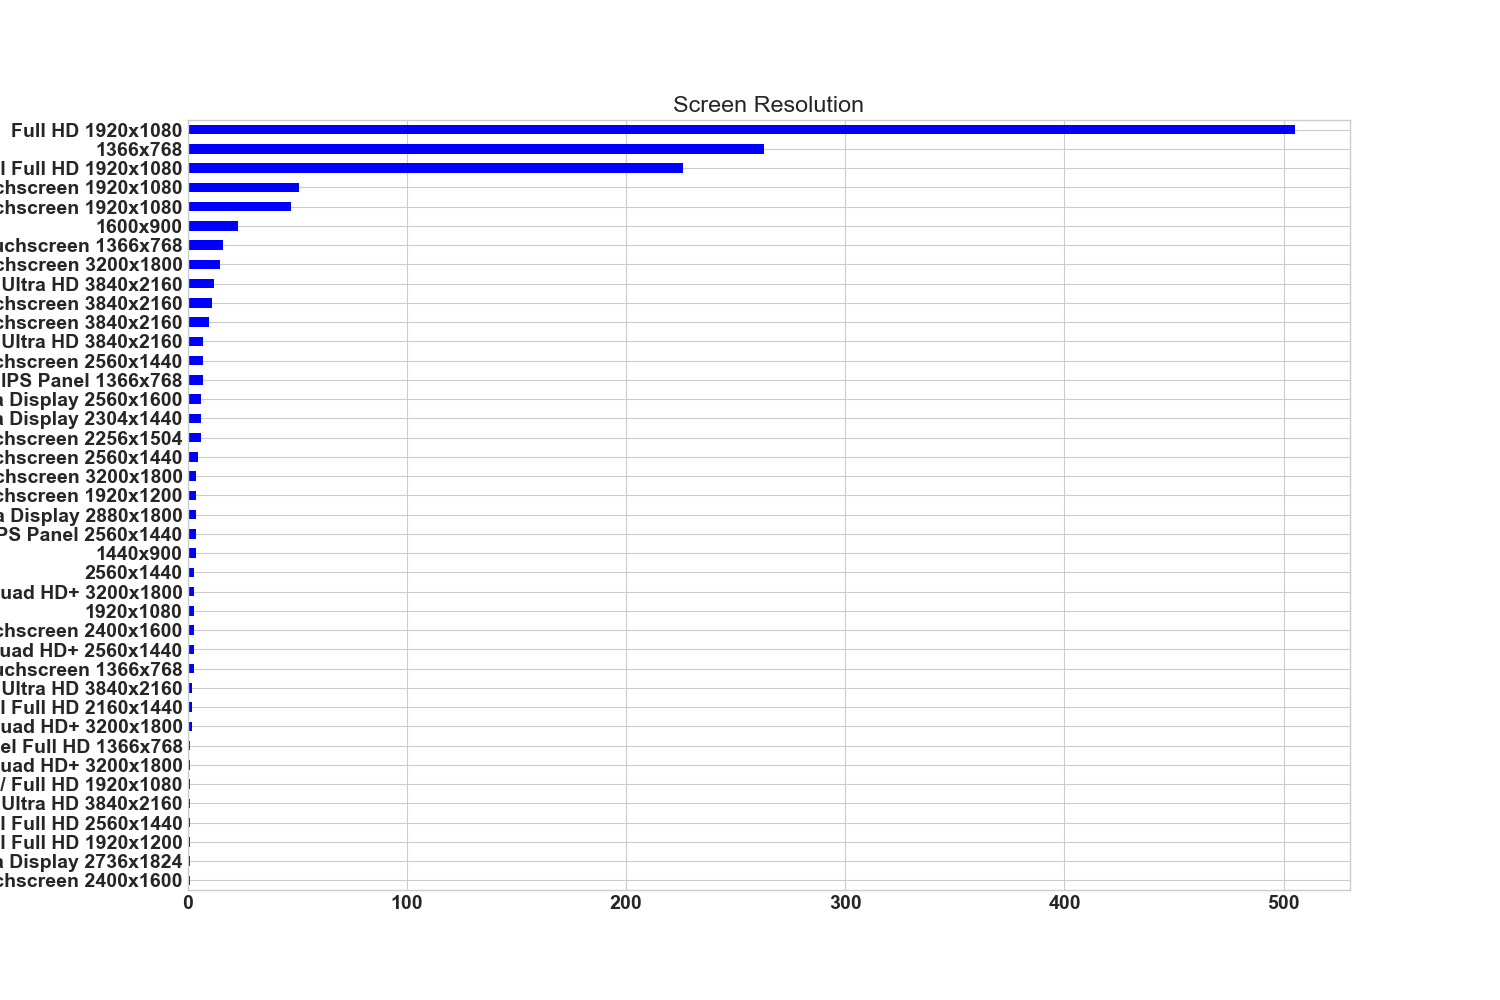 Screen Resolution
Full HD 1920x1080
1366x768
l Full HD 1920x1080
chscreen 1920x1080
chscreen 1920x1080
1600x900
uchscreen 1366x768
chscreen 3200x1800
Ultra HD 3840x2160
chscreen 3840x2160
chscreen 3840x2160
Ultra HD 3840x2160
chscreen 2560x1440
IPS Panel 1366x768
a Display 2560x1600
a Display 2304x1440
chscreen 2256x1504
chscreen 2560x1440
chscreen 3200x1800
chscreen 1920x1200
a Display 2880x1800
PS Panel 2560x1440
1440x900
2560x1440
uad HD+ 3200x1800
1920x1080
chscreen 2400x1600
uad HD+ 2560x1440
uchscreen 1366x768
Ultra HD 3840x2160
l Full HD 2160x1440
uad HD+ 3200x1800
el Full HD 1366x768
uad HD+ 3200x1800
/ Full HD 1920x1080
Ultra HD 3840x2160
l Full HD 2560x1440
l Full HD 1920x1200
a Display 2736x1824
chscreen 2400x1600
0 100 200 300 400 500